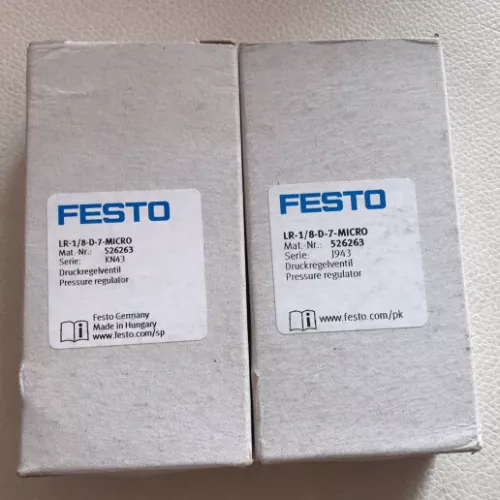 FESTO
LR-1/8-D-7-MICRO
Mat.-Nr.: 526263
Serie: KN43
Druckregelventil
Pressure regulator
Festo Germany
Made in Hungary
www.festo.com/sp
FESTO
LR-1/8-D-7-MICRO
Mat.-Nr.: 526263
Serie: J943
Druckregelventil
Pressure regulator
www.festo.com/pk